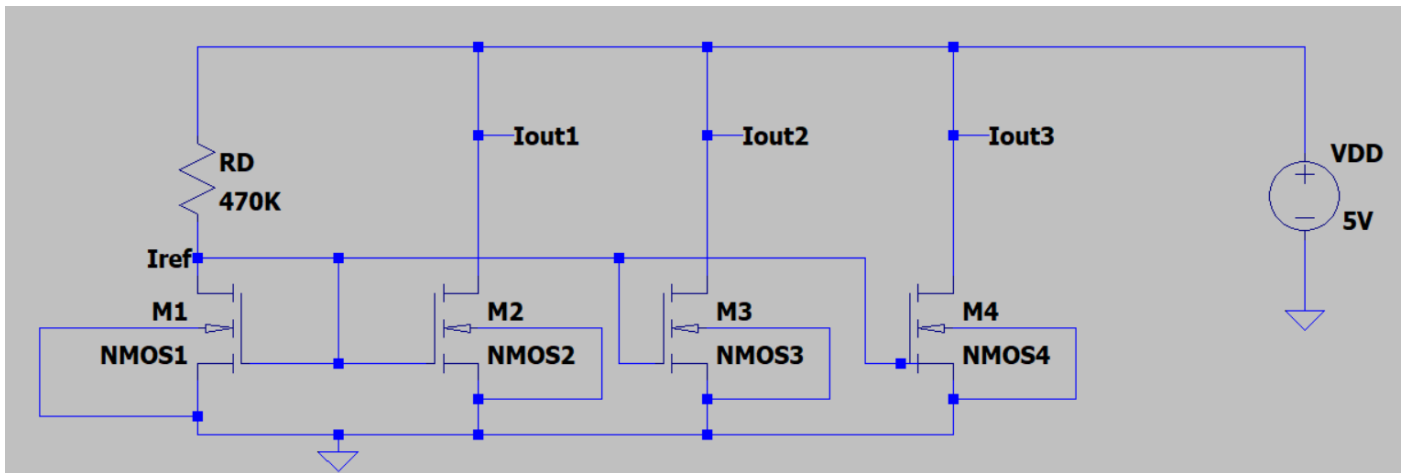 Iout1
Iout2
Iout3
RD
470K
VDD
5V
Iref
M1
NMOS1
M2
NMOS2
M3
NMOS3
M4
NMOS4